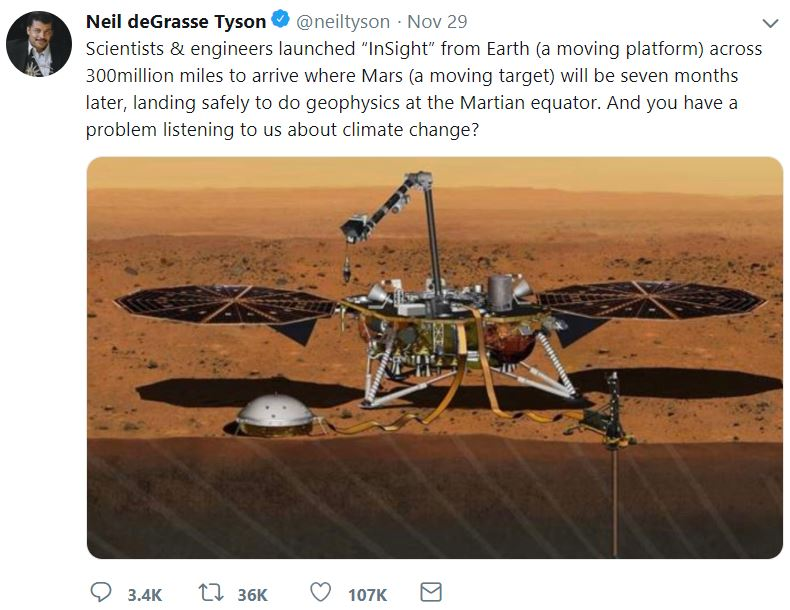 Neil deGrasse Tyson @neiltyson · Nov 29
Scientists & engineers launched “InSight” from Earth (a moving platform) across
300million miles to arrive where Mars (a moving target) will be seven months
later, landing safely to do geophysics at the Martian equator. And you have a
problem listening to us about climate change?
3.4K 36K 107K